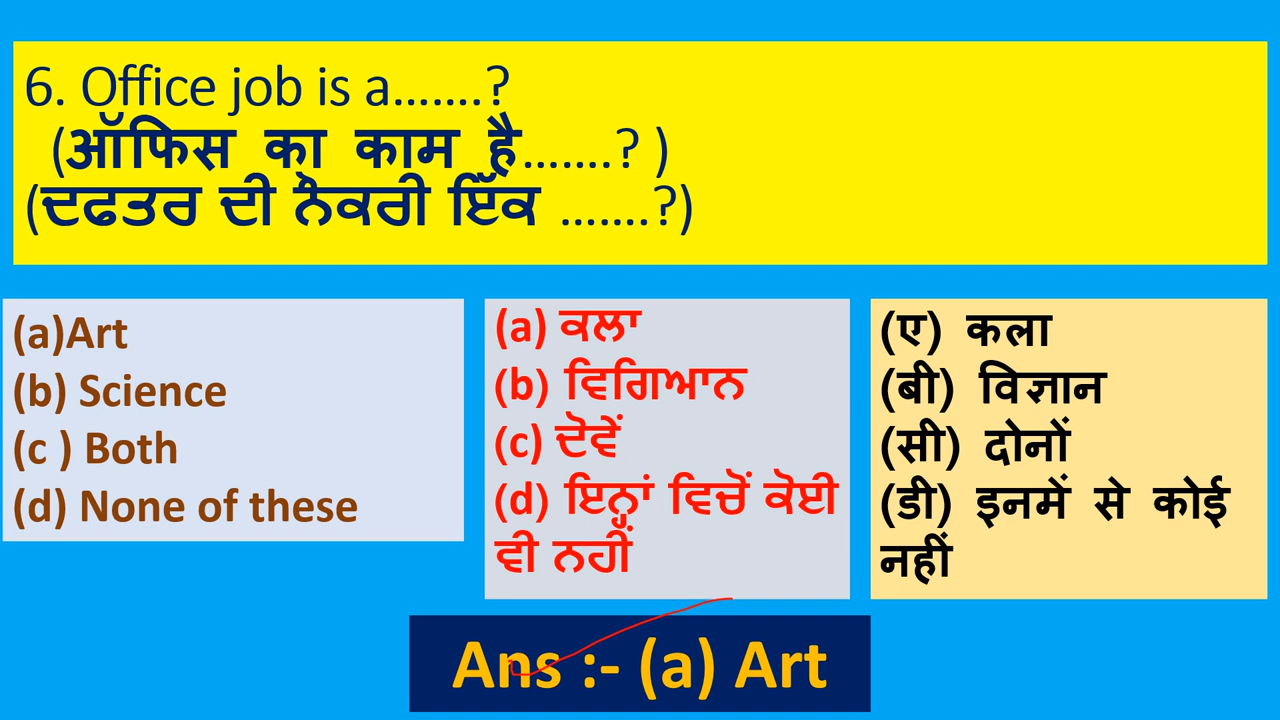 6. Office job is a.......?
(ऑफिस का काम है.......? )
(ਦਫਤਰ ਦੀ ਨੌਕਰੀ ਇੱਕ .......?)
(a)Art
(b) Science
(c ) Both
(d) None of these
(a) ਕਲਾ
(b) ਵਿਗਿਆਨ
(c) ਦੋਵੇਂ
(d) ਇਨ੍ਹਾਂ ਵਿਚੋਂ ਕੋਈ
ਵੀ ਨਹੀਂ
(ए) कला
(बी) विज्ञान
(सी) दोनों
(डी) इनमें से कोई
नहीं
Ans :- (a) Art